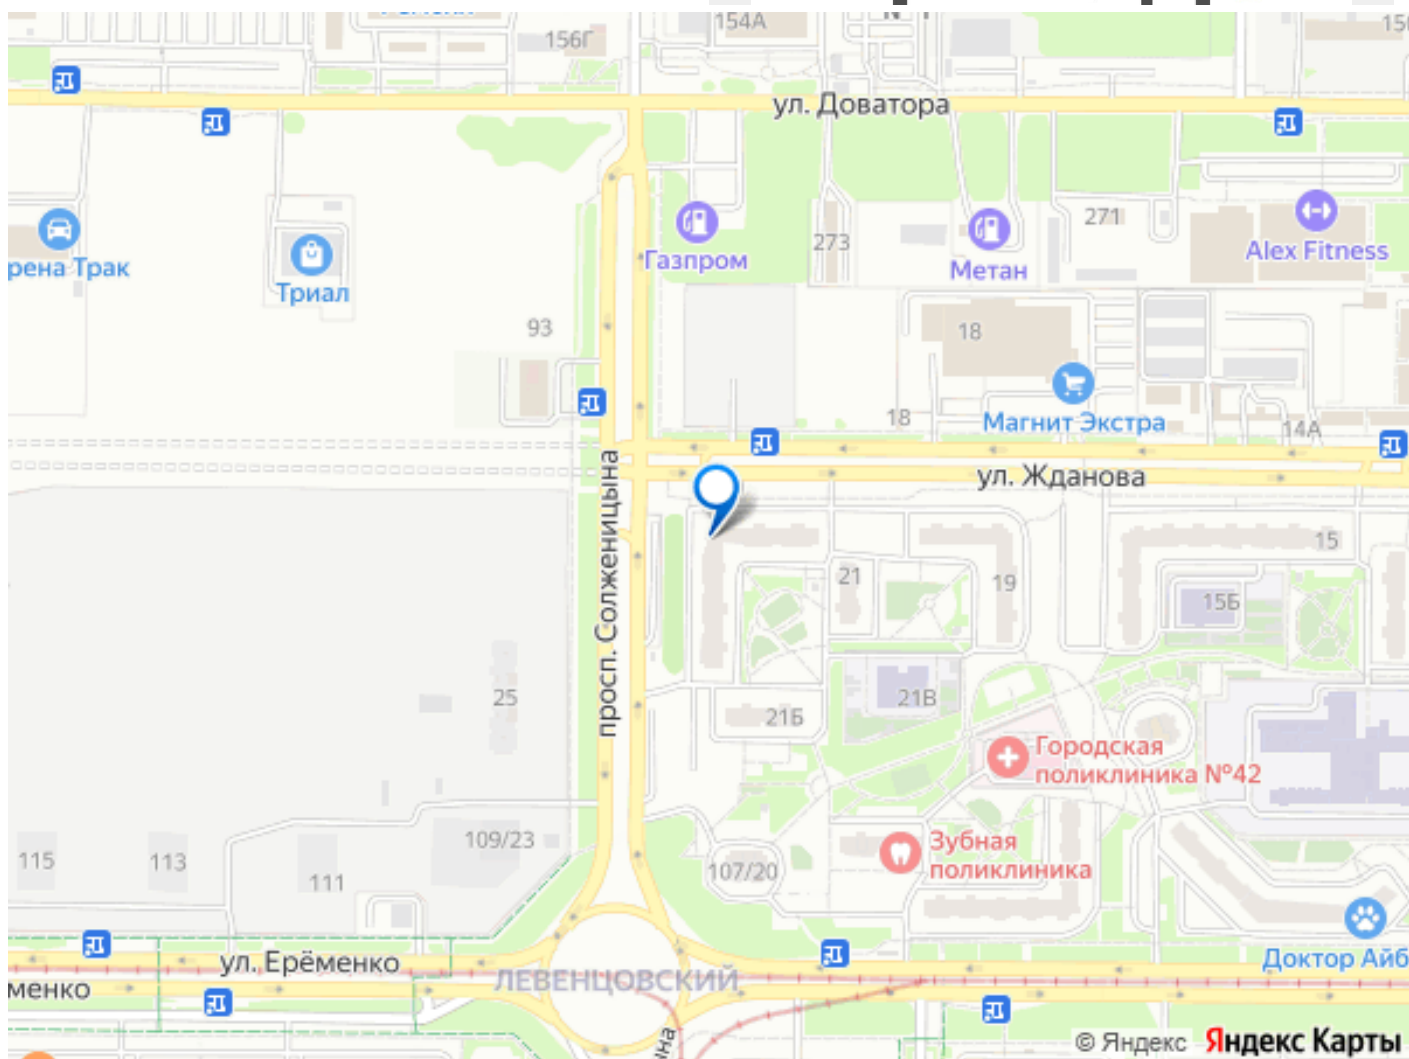 154А
156Г
ул. Доватора
271
273
Газпром
Метан
Alex Fitness
рена Трак
Триал
93
18
18
Магнит Экстра
14А
ул. Жданова
просп. Солженицына
15
21
19
15Б
25
21В
21Б
Городская
поликлиника №42
109/23
Зубная
поликлиника
115
113
111
107/20
ул. Ерёменко
Доктор Айб
ЛЕВЕНЦОВСКИЙ
менко
© Яндекс Яндекс Карты